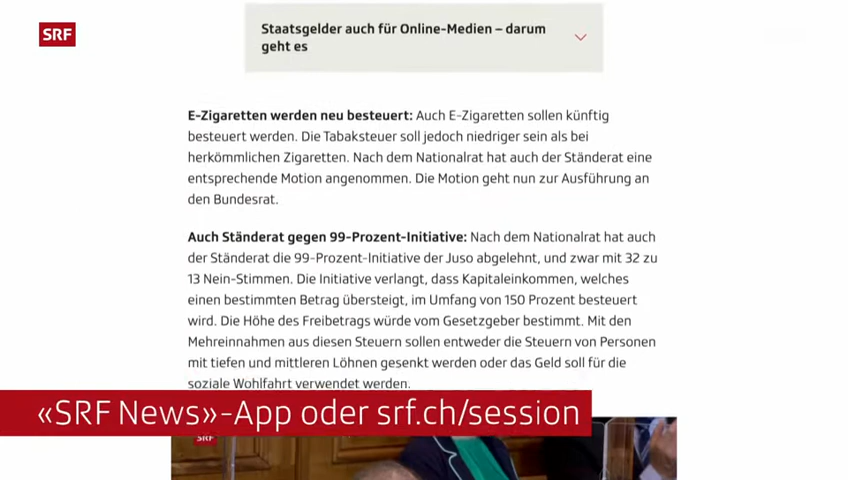 SRF
Staatsgelder auch für Online-Medien – darum
geht es
E-Zigaretten werden neu besteuert: Auch E-Zigaretten sollen künftig
besteuert werden. Die Tabaksteuer soll jedoch niedriger sein als bei
herkömmlichen Zigaretten. Nach dem Nationalrat hat auch der Ständerat eine
entsprechende Motion angenommen. Die Motion geht nun zur Ausführung an
den Bundesrat.
Auch Ständerat gegen 99-Prozent-Initiative: Nach dem Nationalrat hat auch
der Ständerat die 99-Prozent-Initiative der Juso abgelehnt, und zwar mit 32 zu
13 Nein-Stimmen. Die Initiative verlangt, dass Kapitaleinkommen, welches
einen bestimmten Betrag übersteigt, im Umfang von 150 Prozent besteuert
wird. Die Höhe des Freibetrags würde vom Gesetzgeber bestimmt. Mit den
Mehreinnahmen aus diesen Steuern sollen entweder die Steuern von Personen
mit tiefen und mittleren Löhnen gesenkt werden oder das Geld soll für die
soziale Wohlfahrt verwendet werden.
«SRF News»-App oder srf.ch/session
SRF